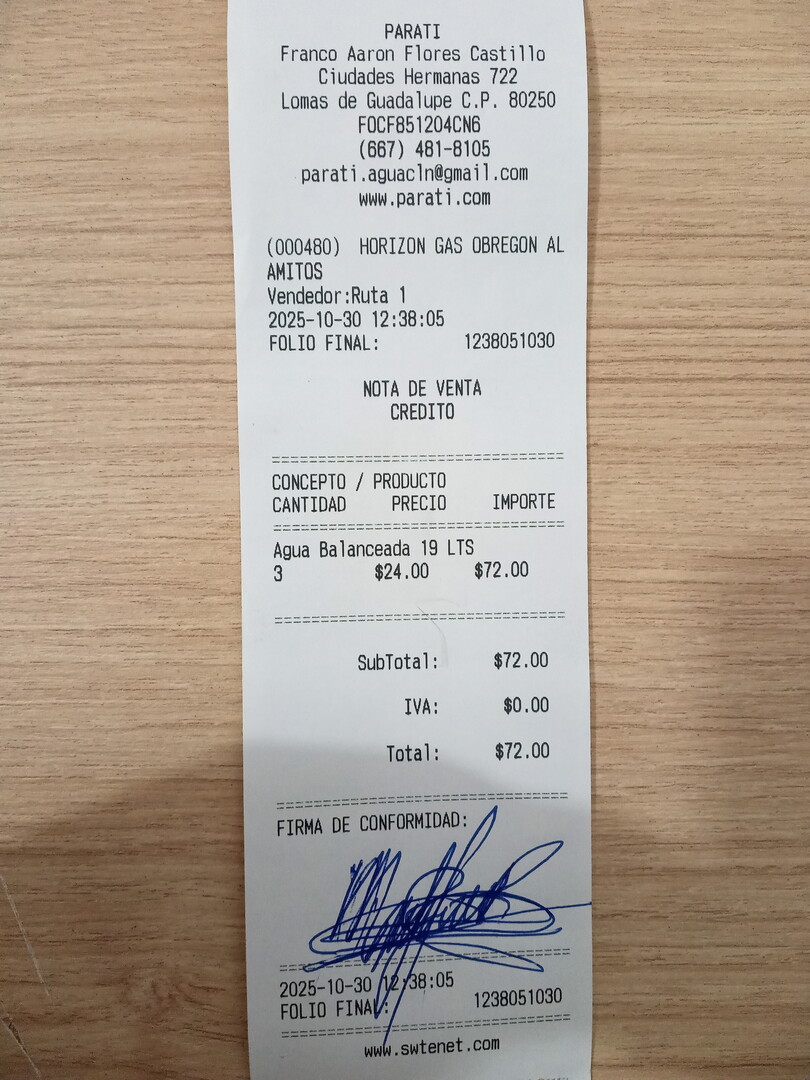 PARATI
Franco Aaron Flores Castillo
Ciudades Hermanas 722
Lomas de Guadalupe C.P. 80250
FOCF851204CN6
(667) 481-8105
parati.aguacln@gmail.com
www.parati.com
(000480) HORIZON GAS OBREGON AL
AMITOS
Vendedor:Ruta 1
2025-10-30 12:38:05
FOLIO FINAL: 1238051030
NOTA DE VENTA
CREDITO
================================
CONCEPTO / PRODUCTO
CANTIDAD PRECIO IMPORTE
================================
Agua Balanceada 19 LTS
3 $24.00 $72.00
================================
SubTotal: $72.00
IVA: $0.00
Total: $72.00
================================
FIRMA DE CONFORMIDAD:
================================
2025-10-30 12:38:05
FOLIO FINAL: 1238051030
================================
www.swtenet.com